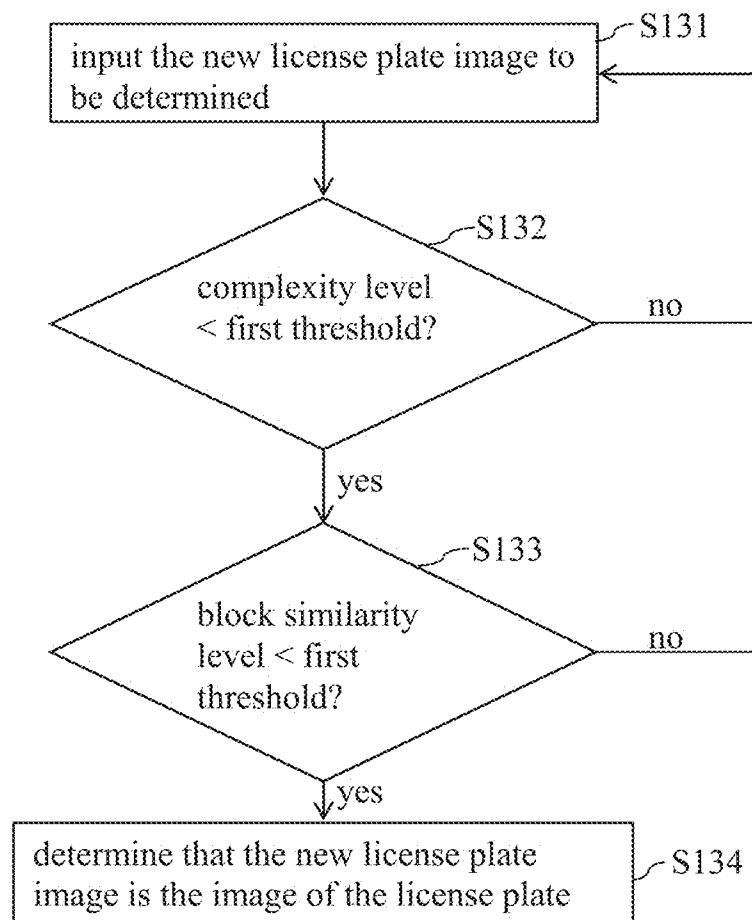 S131
input the new license plate image to
be determined
S132
complexity level
< first threshold?
no
yes
S133
block similarity
level < first
threshold?
no
yes
determine that the new license plate
image is the image of the license plate
S134